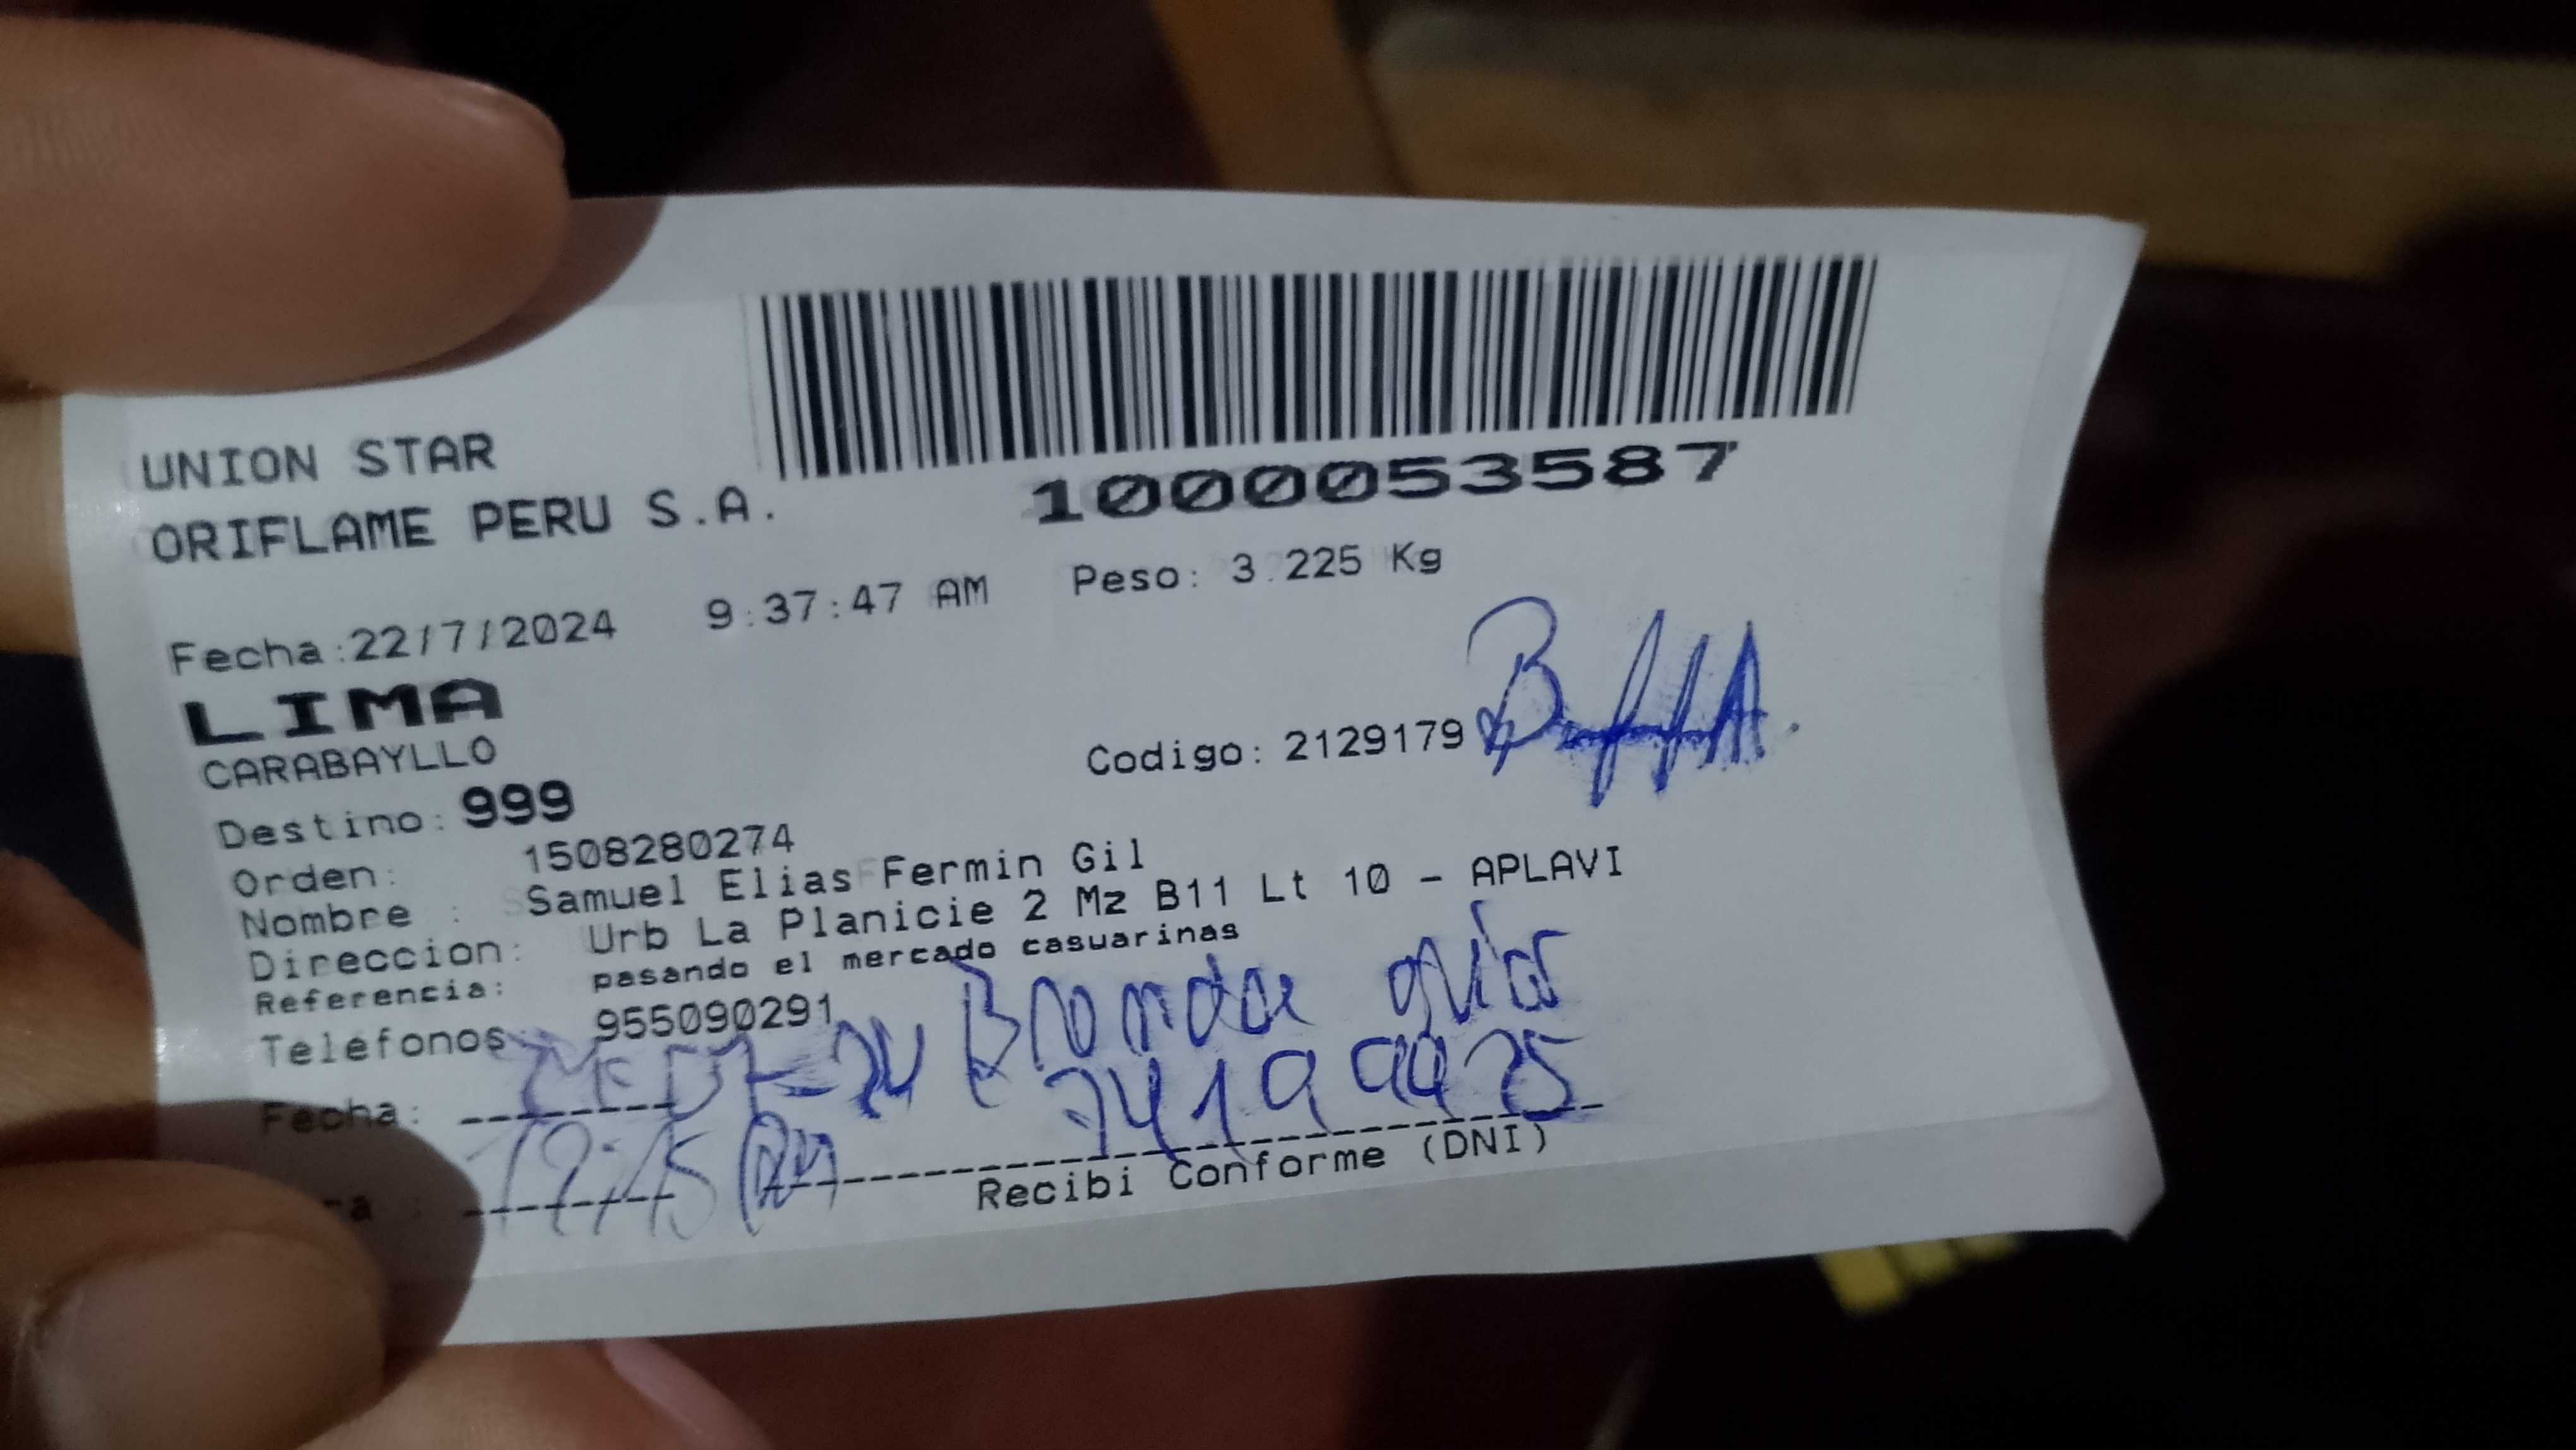 UNION STAR
ORIFLAME PERU S.A.
1000053587
Fecha:22/7/2024 9:37:47 AM Peso: 3.225 Kg
LIMA
CARABAYLLO
Codigo: 2129179
Destino: 999
Orden: 1508280274
Nombre : Samuel Elias Fermin Gil
Direccion: Urb La Planicie 2 Mz B11 Lt 10 - APLAVI
Referencia: pasando el mercado casuarinas
Telefonos 955090291
Fecha:
Recibi Conforme (DNI)